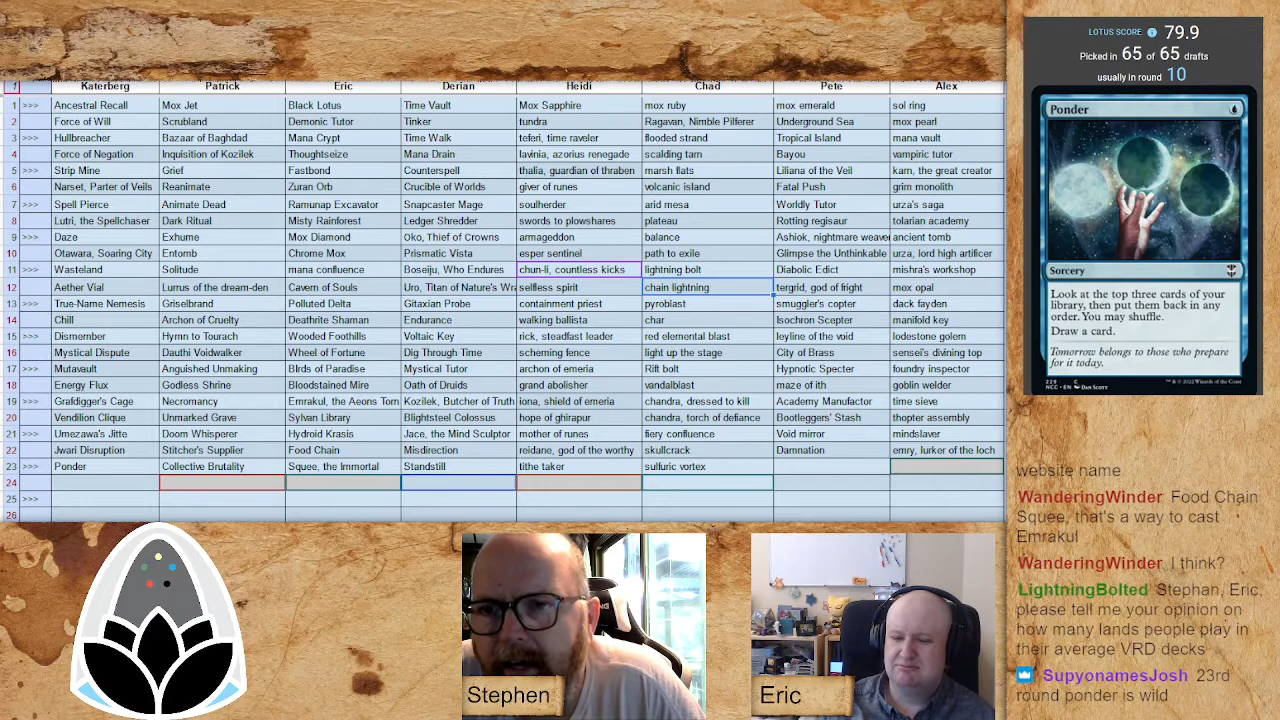 1 Katerberg Patrick Eric Derian Heidi Chad Pete Alex
1 >>> Ancestral Recall Mox Jet Black Lotus Time Vault Mox Sapphire mox ruby mox emerald sol ring
2 Force of Will Scrubland Demonic Tutor Tinker tundra Ragavan, Nimble Pilferer Underground Sea mox pearl
3 >>> Hullbreacher Bazaar of Baghdad Mana Crypt Time Walk teferi, time raveler flooded strand Tropical Island mana vault
4 Force of Negation Inquisition of Kozilek Thoughtseize Mana Drain lavinia, azorius renegade scalding tarn Bayou vampiric tutor
5 >>> Strip Mine Grief Fastbond Counterspell thalia, guardian of thraben marsh flats Liliana of the Veil karn, the great creator
6 Narset, Parter of Veils Reanimate Zuran Orb Crucible of Worlds giver of runes volcanic island Fatal Push grim monolith
7 >>> Spell Pierce Animate Dead Ramunap Excavator Snapcaster Mage soulherder arid mesa Worldly Tutor urza's saga
8 Lutri, the Spellchaser Dark Ritual Misty Rainforest Ledger Shredder swords to plowshares plateau Rotting regisaur tolarian academy
9 >>> Daze Exhume Mox Diamond Oko, Thief of Crowns armageddon balance Ashiok, nightmare weaver ancient tomb
10 Otawara, Soaring City Entomb Chrome Mox Prismatic Vista esper sentinel path to exile Glimpse the Unthinkable urza, lord high artificer
11 >>> Wasteland Solitude mana confluence Boseiju, Who Endures chun-li, countless kicks lightning bolt Diabolic Edict mishra's workshop
12 Aether Vial Lurrus of the dream-den Cavern of Souls Uro, Titan of Nature's Wra selfless spirit chain lightning tergrid, god of fright mox opal
13 >>> True-Name Nemesis Griselbrand Polluted Delta Gitaxian Probe containment priest pyroblast smuggler's copter dack fayden
14 Chill Archon of Cruelty Deathrite Shaman Endurance walking ballista char Isochron Scepter manifold key
15 >>> Dismember Hymn to Tourach Wooded Foothills Voltaic Key rick, steadfast leader red elemental blast leyline of the void lodestone golem
16 Mystical Dispute Dauthi Voidwalker Wheel of Fortune Dig Through Time scheming fence light up the stage City of Brass sensei's divining top
17 >>> Mutavault Anguished Unmaking BIrds of Paradise Mystical Tutor archon of emeria Rift bolt Hypnotic Specter foundry inspector
18 Energy Flux Godless Shrine Bloodstained Mire Oath of Druids grand abolisher vandalblast maze of ith goblin welder
19 >>> Grafdigger's Cage Necromancy Emrakul, the Aeons Torn Kozilek, Butcher of Truth iona, shield of emeria chandra, dressed to kill Academy Manufactor time sieve
20 Vendilion Clique Unmarked Grave Sylvan Library Blightsteel Colossus hope of ghirapur chandra, torch of defiance Bootleggers' Stash thopter assembly
21 >>> Umezawa's Jitte Doom Whisperer Hydroid Krasis Jace, the Mind Sculptor mother of runes fiery confluence Void mirror mindslaver
22 Jwari Disruption Stitcher's Supplier Food Chain Misdirection reidane, god of the worthy skullcrack Damnation emry, lurker of the loch
23 >>> Ponder Collective Brutality Squee, the Immortal Standstill tithe taker sulfuric vortex
24
25 >>>
26
LOTUS SCORE i 79.9
Picked in 65 of 65 drafts
usually in round 10
Ponder
Sorcery
Look at the top three cards of your
library, then put them back in any
order. You may shuffle.
Draw a card.
Tomorrow belongs to those who prepare
for it today.
229 C
NCC • EN DAN SCOTT
™ & © 2022 Wizards of the Coast
website name
WanderingWinder Food Chain
Squee, that's a way to cast
Emrakul
WanderingWinder I think?
LightningBolted Stephan, Eric,
please tell me your opinion on
how many lands people play in
their average VRD decks
SupyonamesJosh 23rd
round ponder is wild
Stephen
Eric